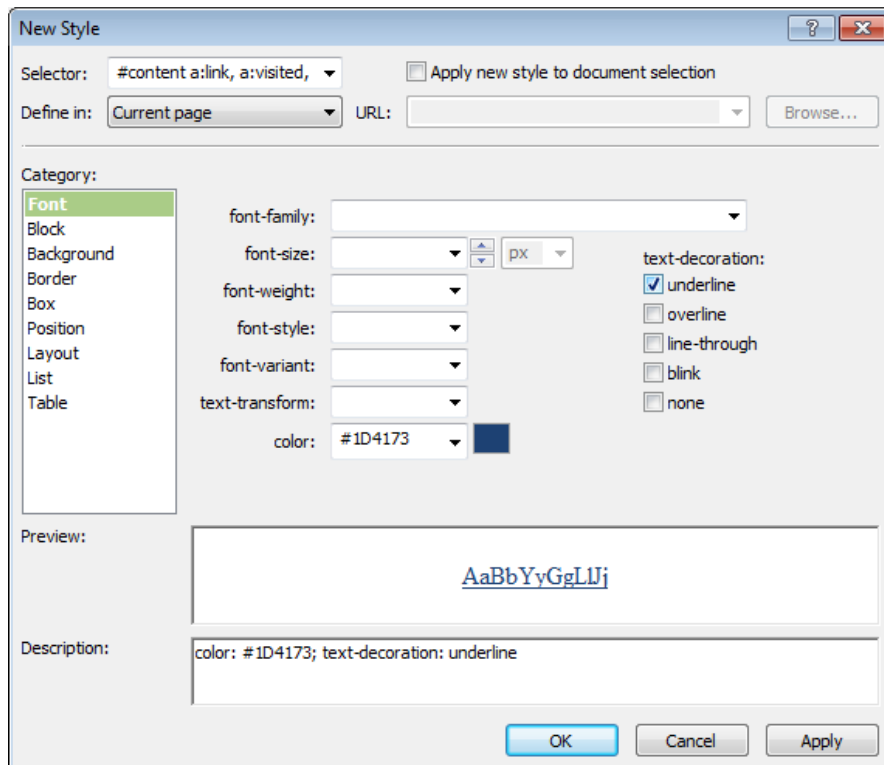 New Style
Selector: #content a:link, a:visited, Apply new style to document selection
Define in: Current page URL: Browse...
Category:
Font
Block
Background
Border
Box
Position
Layout
List
Table
font-family:
font-size: px
font-weight:
font-style:
font-variant:
text-transform:
color: #1D4173
text-decoration:
underline
overline
line-through
blink
none
Preview:
AaBbYyGgLlJj
Description:
color: #1D4173; text-decoration: underline
OK Cancel Apply